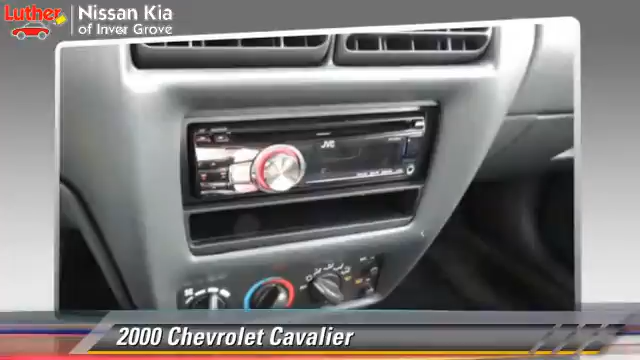 Luther
Nissan Kia
of Inver Grove
JVC
2000 Chevrolet Cavalier